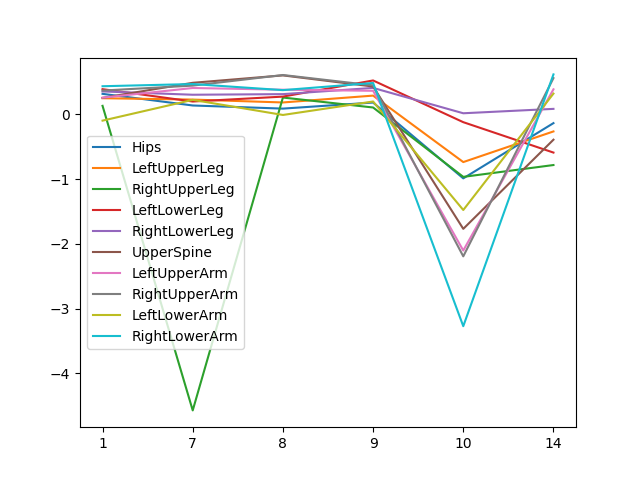 0
−1
−2
−3
−4
Hips
LeftUpperLeg
RightUpperLeg
LeftLowerLeg
RightLowerLeg
UpperSpine
LeftUpperArm
RightUpperArm
LeftLowerArm
RightLowerArm
1 7 8 9 10 14